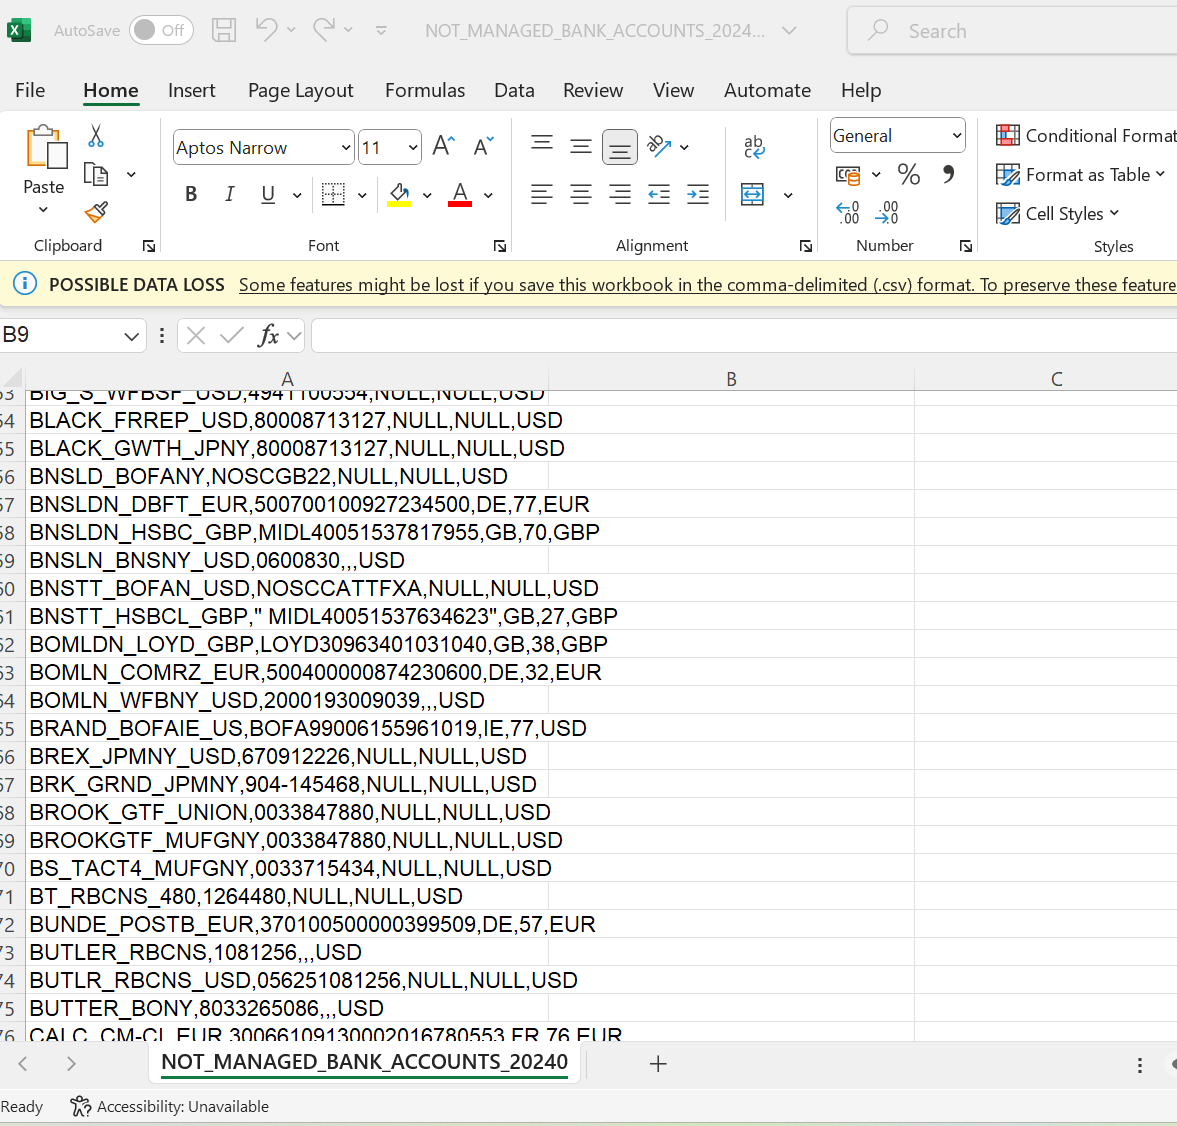 AutoSave Off NOT_MANAGED_BANK_ACCOUNTS_2024... Search
File Home Insert Page Layout Formulas Data Review View Automate Help
Aptos Narrow 11 General Conditional Format
Paste B I U Format as Table
Cell Styles
Clipboard Font Alignment Number Styles
POSSIBLE DATA LOSS Some features might be lost if you save this workbook in the comma-delimited (.csv) format. To preserve these feature
B9 fx
A B C
53 BIG_S_WFBSF_USD,4941100554,NULL,NULL,USD
54 BLACK_FRREP_USD,80008713127,NULL,NULL,USD
55 BLACK_GWTH_JPNY,80008713127,NULL,NULL,USD
56 BNSLD_BOFANY,NOSCGB22,NULL,NULL,USD
57 BNSLDN_DBFT_EUR,500700100927234500,DE,77,EUR
58 BNSLDN_HSBC_GBP,MIDL40051537817955,GB,70,GBP
59 BNSLN_BNSNY_USD,0600830,,,USD
60 BNSTT_BOFAN_USD,NOSCCATTFXA,NULL,NULL,USD
61 BNSTT_HSBCL_GBP," MIDL40051537634623",GB,27,GBP
62 BOMLDN_LOYD_GBP,LOYD30963401031040,GB,38,GBP
63 BOMLN_COMRZ_EUR,500400000874230600,DE,32,EUR
64 BOMLN_WFBNY_USD,2000193009039,,,USD
65 BRAND_BOFAIE_US,BOFA99006155961019,IE,77,USD
66 BREX_JPMNY_USD,670912226,NULL,NULL,USD
67 BRK_GRND_JPMNY,904-145468,NULL,NULL,USD
68 BROOK_GTF_UNION,0033847880,NULL,NULL,USD
69 BROOKGTF_MUFGNY,0033847880,NULL,NULL,USD
70 BS_TACT4_MUFGNY,0033715434,NULL,NULL,USD
71 BT_RBCNS_480,1264480,NULL,NULL,USD
72 BUNDE_POSTB_EUR,370100500000399509,DE,57,EUR
73 BUTLER_RBCNS,1081256,,,USD
74 BUTLR_RBCNS_USD,056251081256,NULL,NULL,USD
75 BUTTER_BONY,8033265086,,,USD
76 CALC_CM-CI_EUR,30066109130002016780553,FR,76,EUR
NOT_MANAGED_BANK_ACCOUNTS_20240
Ready Accessibility: Unavailable